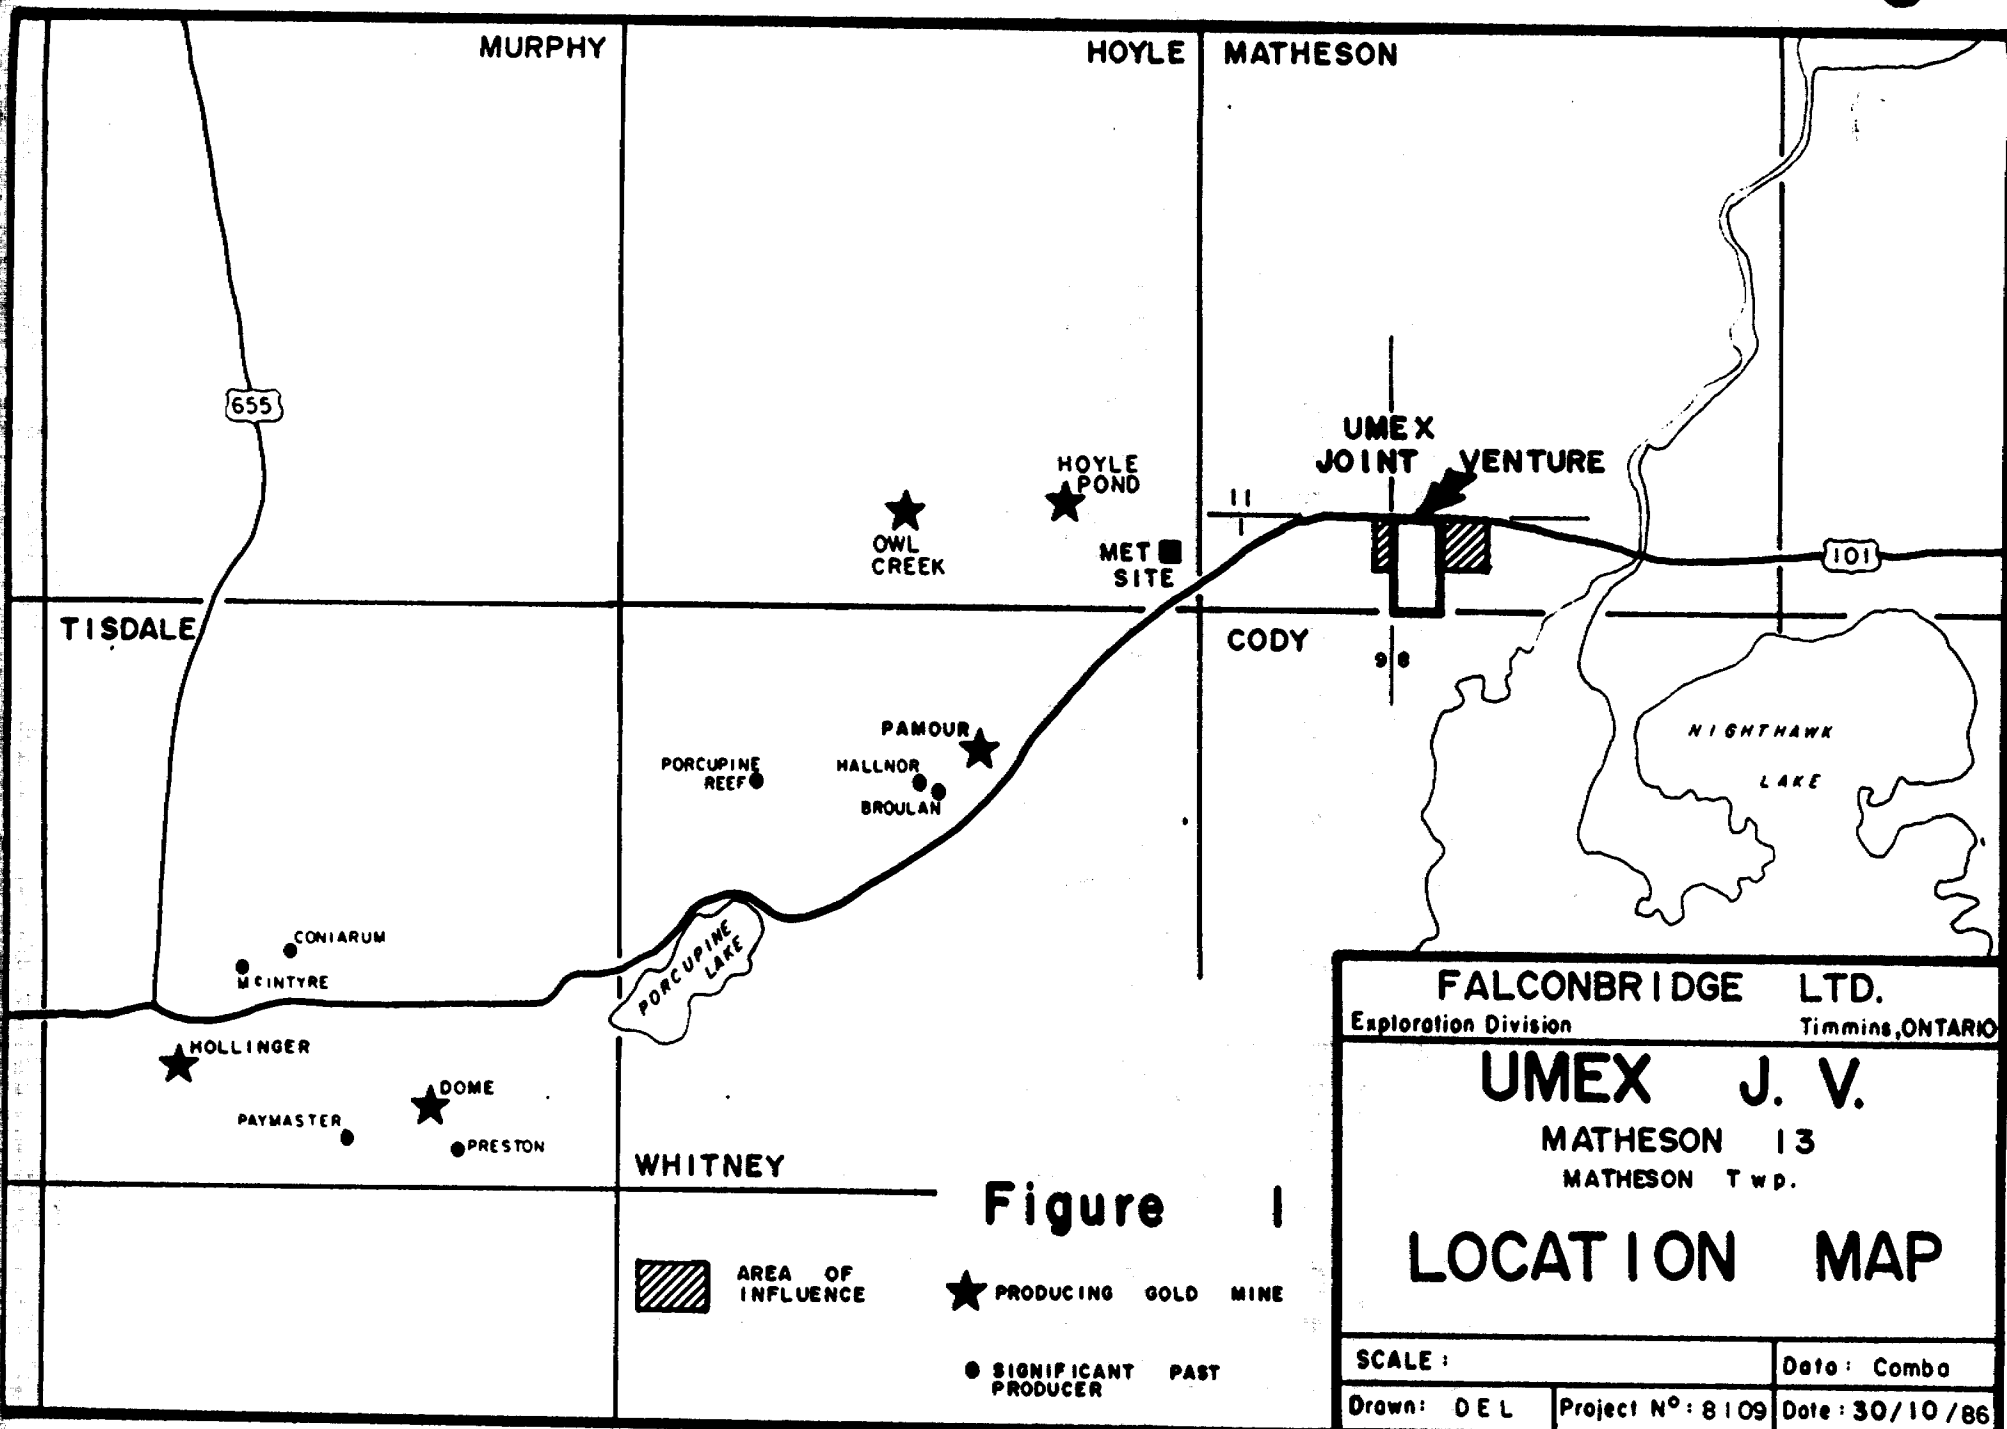 MURPHY
HOYLE
MATHESON
655
UMEX
JOINT VENTURE
HOYLE
POND
11
1
OWL
CREEK
MET
SITE
101
TISDALE
CODY
9 8
NIGHTHAWK
LAKE
PAMOUR
PORCUPINE
REEF
HALLNOR
BROULAN
CONIARUM
MCINTYRE
PORCUPINE
LAKE
HOLLINGER
DOME
PAYMASTER
PRESTON
WHITNEY
Figure 1
AREA OF
INFLUENCE
PRODUCING GOLD MINE
SIGNIFICANT PAST
PRODUCER
FALCONBRIDGE LTD.
Exploration Division Timmins, ONTARIO
UMEX J. V.
MATHESON 13
MATHESON Twp.
LOCATION MAP
SCALE :
Data : Comba
Drawn: DEL
Project Nº : 8109
Date : 30/10/86